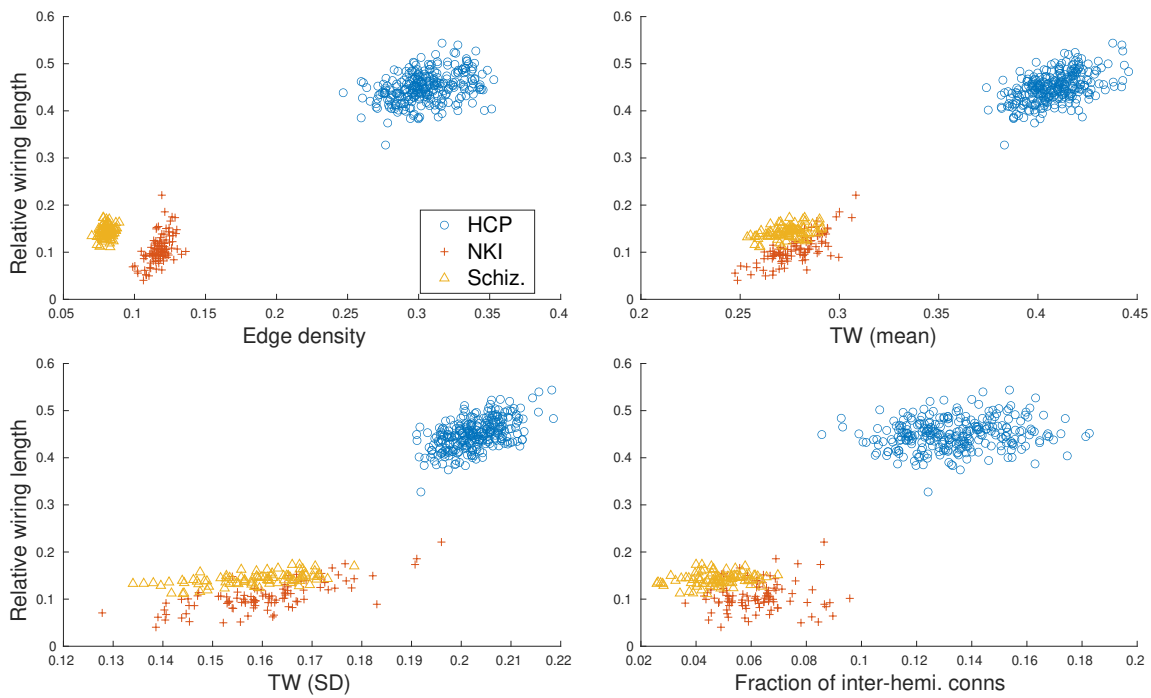 0.6
0.5
0.4
0.3
0.2
0.1
0
Relative wiring length
0.05 0.1 0.15 0.2 0.25 0.3 0.35 0.4
Edge density
HCP
NKI
Schiz.
0.6
0.5
0.4
0.3
0.2
0.1
0
0.2 0.25 0.3 0.35 0.4 0.45
TW (mean)
0.6
0.5
0.4
0.3
0.2
0.1
0
Relative wiring length
0.12 0.13 0.14 0.15 0.16 0.17 0.18 0.19 0.2 0.21 0.22
TW (SD)
0.6
0.5
0.4
0.3
0.2
0.1
0
0.02 0.04 0.06 0.08 0.1 0.12 0.14 0.16 0.18 0.2
Fraction of inter-hemi. conns